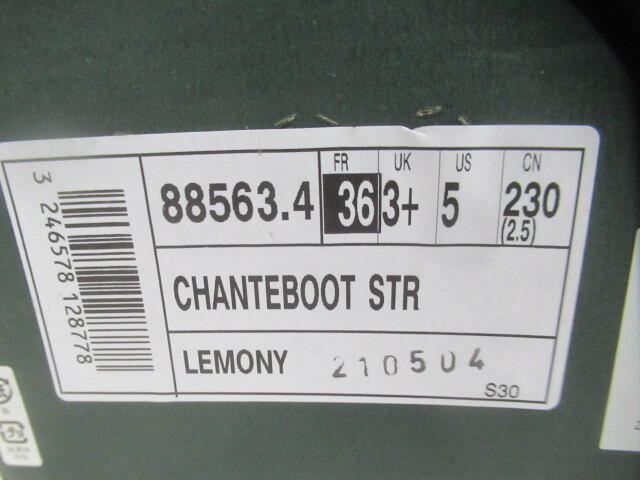 3 246578 128778
88563.4
FR UK US CN
36 3+ 5 230
(2.5)
CHANTEBOOT STR
LEMONY 210504
S30